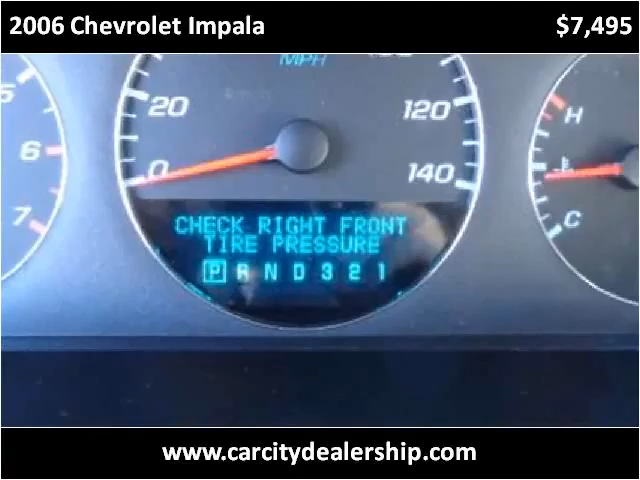 2006 Chevrolet Impala $7,495
MPH
5
6
7
20
0
120
140
H
C
CHECK RIGHT FRONT
TIRE PRESSURE
P R N D 3 2 1
www.carcitydealership.com